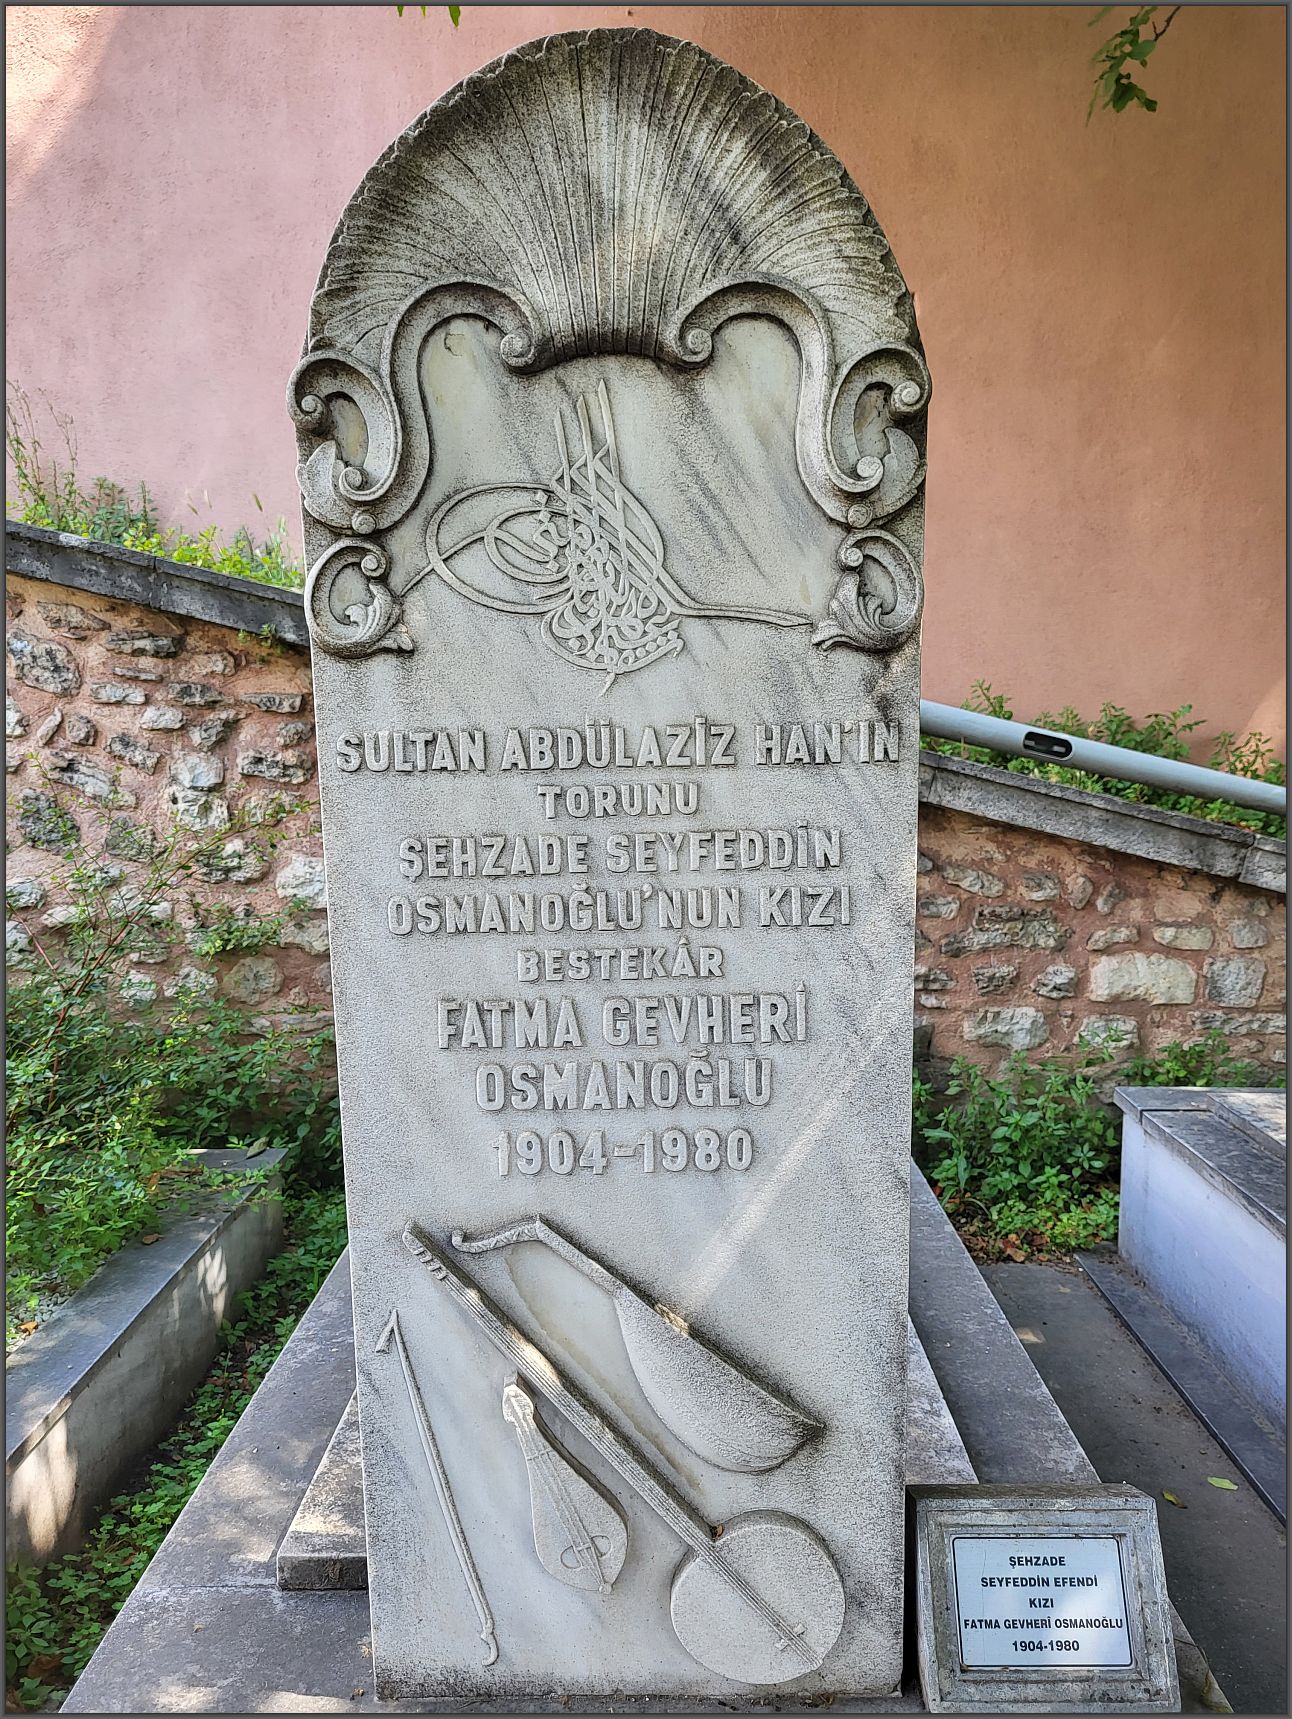 SULTAN ABDÜLAZİZ HAN'IN
TORUNU
ŞEHZADE SEYFEDDİN
OSMANOĞLU'NUN KIZI
BESTEKÂR
FATMA GEVHERİ
OSMANOĞLU
1904-1980
ŞEHZADE
SEYFEDDİN EFENDİ
KIZI
FATMA GEVHERÎ OSMANOĞLU
1904-1980